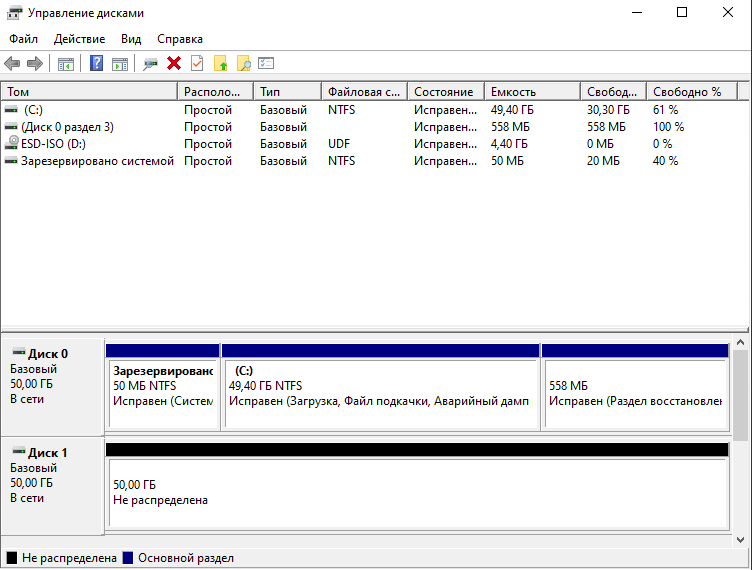 Управление дисками
Файл Действие Вид Справка
Том Располо... Тип Файловая с... Состояние Емкость Свобод... Свободно %
(C:) Простой Базовый NTFS Исправен... 49,40 ГБ 30,30 ГБ 61 %
(Диск 0 раздел 3) Простой Базовый Исправен... 558 МБ 558 МБ 100 %
ESD-ISO (D:) Простой Базовый UDF Исправен... 4,40 ГБ 0 МБ 0 %
Зарезервировано системой Простой Базовый NTFS Исправен... 50 МБ 20 МБ 40 %
Диск 0
Базовый
50,00 ГБ
В сети
Зарезервировано
50 МБ NTFS
Исправен (Систем
(C:)
49,40 ГБ NTFS
Исправен (Загрузка, Файл подкачки, Аварийный дамп
558 МБ
Исправен (Раздел восстановлен
Диск 1
Базовый
50,00 ГБ
В сети
50,00 ГБ
Не распределена
Не распределена Основной раздел